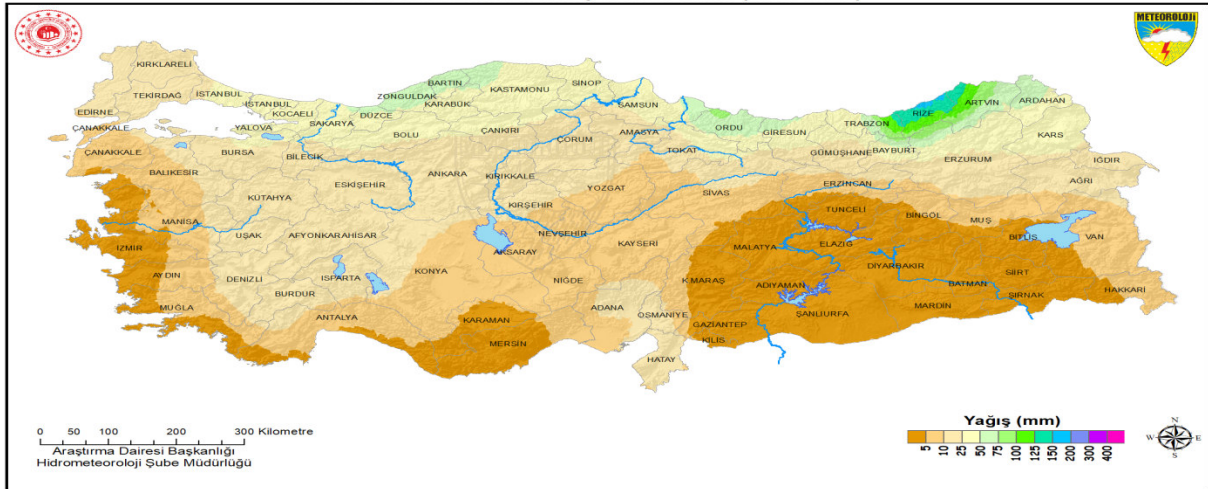 METEOROLOJİ
KIRKLARELİ
TEKİRDAĞ
EDİRNE
İSTANBUL
İSTANBUL
KOCAELİ
YALOVA
SAKARYA
DÜZCE
ZONGULDAK
BARTIN
KARABÜK
KASTAMONU
SİNOP
SAMSUN
BOLU
ÇANKIRI
ÇORUM
AMASYA
ORDU
GİRESUN
TRABZON
RİZE
ARTVİN
ARDAHAN
KARS
ÇANAKKALE
ÇANAKKALE
BALIKESİR
BURSA
BİLECİK
ESKİŞEHİR
ANKARA
KIRIKKALE
YOZGAT
TOKAT
SİVAS
GÜMÜŞHANE
BAYBURT
ERZURUM
ERZİNCAN
IĞDIR
AĞRI
KÜTAHYA
MANİSA
UŞAK
AFYONKARAHİSAR
KIRŞEHİR
NEVŞEHİR
AKSARAY
KAYSERİ
TUNCELİ
BİNGÖL
MUŞ
BİTLİS
VAN
İZMİR
AYDIN
DENİZLİ
ISPARTA
BURDUR
KONYA
NİĞDE
MALATYA
ELAZIĞ
DİYARBAKIR
BATMAN
SİİRT
ŞIRNAK
HAKKARİ
MUĞLA
ANTALYA
KARAMAN
MERSİN
ADANA
OSMANİYE
K.MARAŞ
ADIYAMAN
GAZİANTEP
KİLİS
ŞANLIURFA
MARDİN
HATAY
0 50 100 200 300 Kilometre
Araştırma Dairesi Başkanlığı
Hidrometeoroloji Şube Müdürlüğü
Yağış (mm)
5 10 25 50 75 100 125 150 200 300 400
N
W E
S